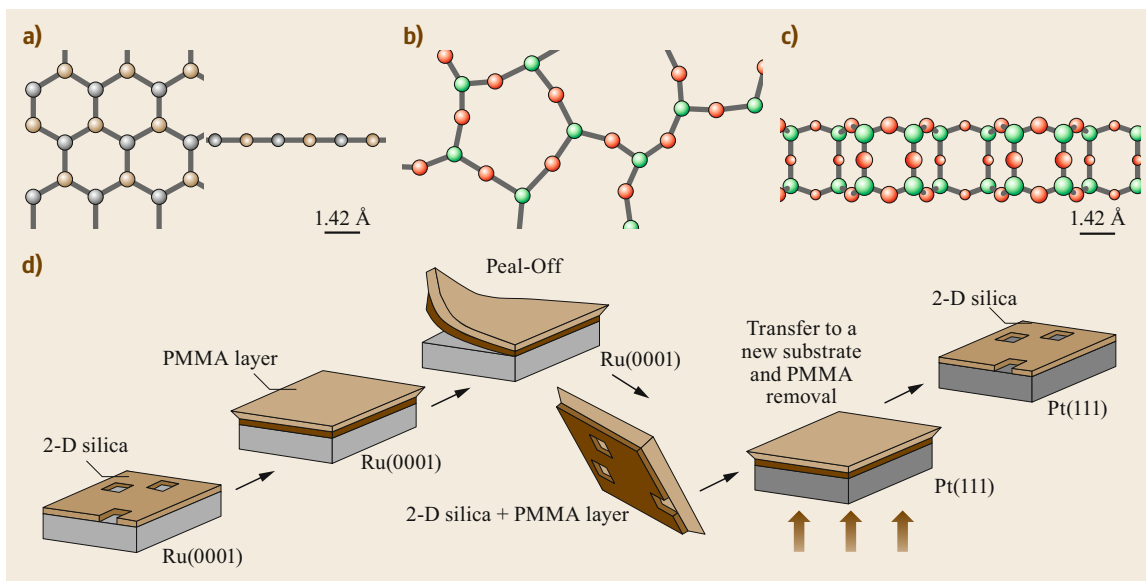 a)
b)
c)
1.42 Å
1.42 Å
d)
Peal-Off
2-D silica
Transfer to a
new substrate
and PMMA
removal
PMMA layer
Ru(0001)
Pt(111)
2-D silica
Ru(0001)
Pt(111)
2-D silica + PMMA layer
Ru(0001)